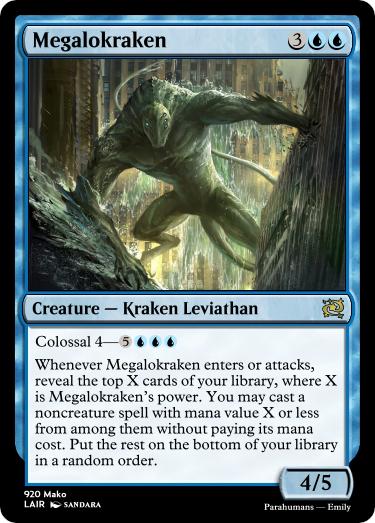 Megalokraken 3
Creature — Kraken Leviathan
Colossal 4—5
Whenever Megalokraken enters or attacks,
reveal the top X cards of your library, where X
is Megalokraken's power. You may cast a
noncreature spell with mana value X or less
from among them without paying its mana
cost. Put the rest on the bottom of your library
in a random order.
4/5
920 Mako
LAIR SANDARA
Parahumans — Emily